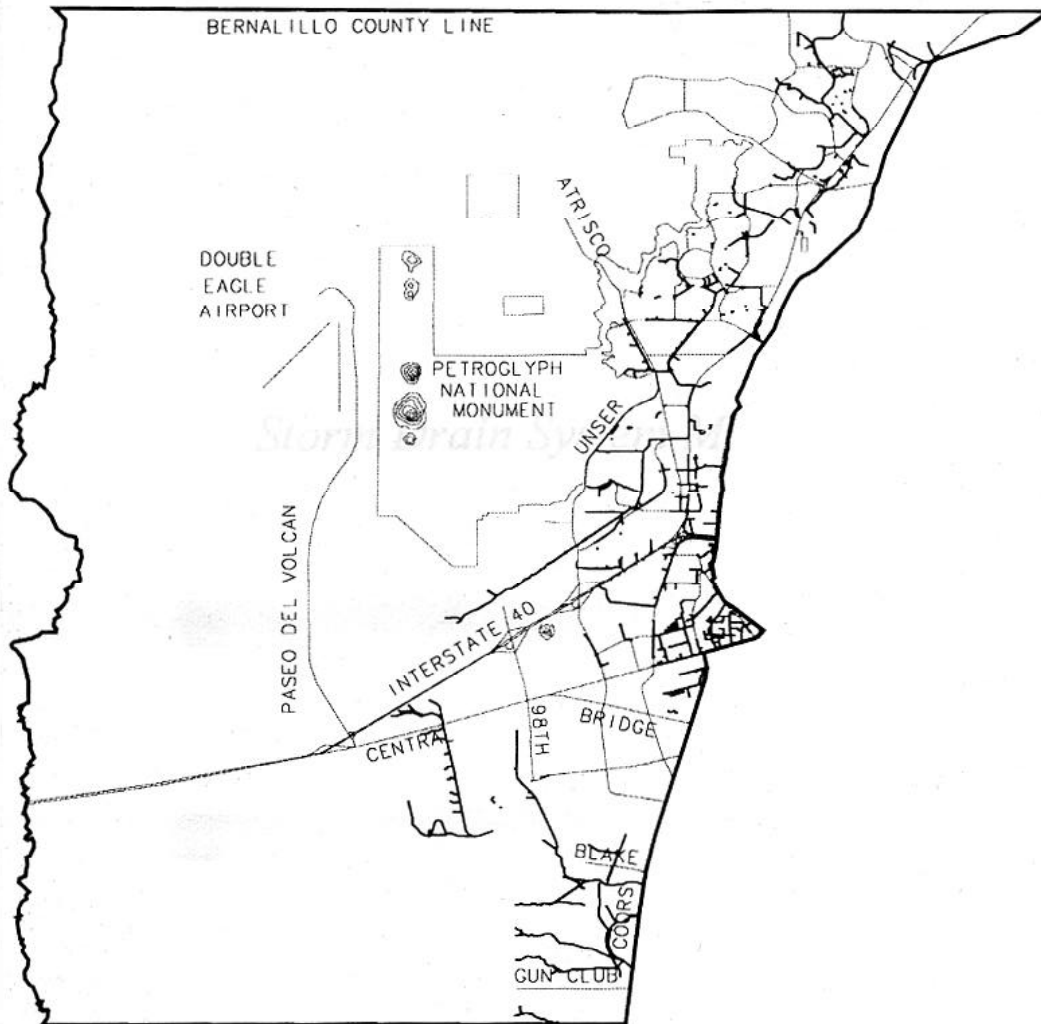 BERNALILLO COUNTY LINE
ATRISCO
DOUBLE
EAGLE
AIRPORT
PETROGLYPH
NATIONAL
MONUMENT
UNSER
Storm Drain System M
PASEO DEL VOLCAN
INTERSTATE 40
98TH
BRIDGE
CENTRA
BLAKE
COORS
GUN CLUB